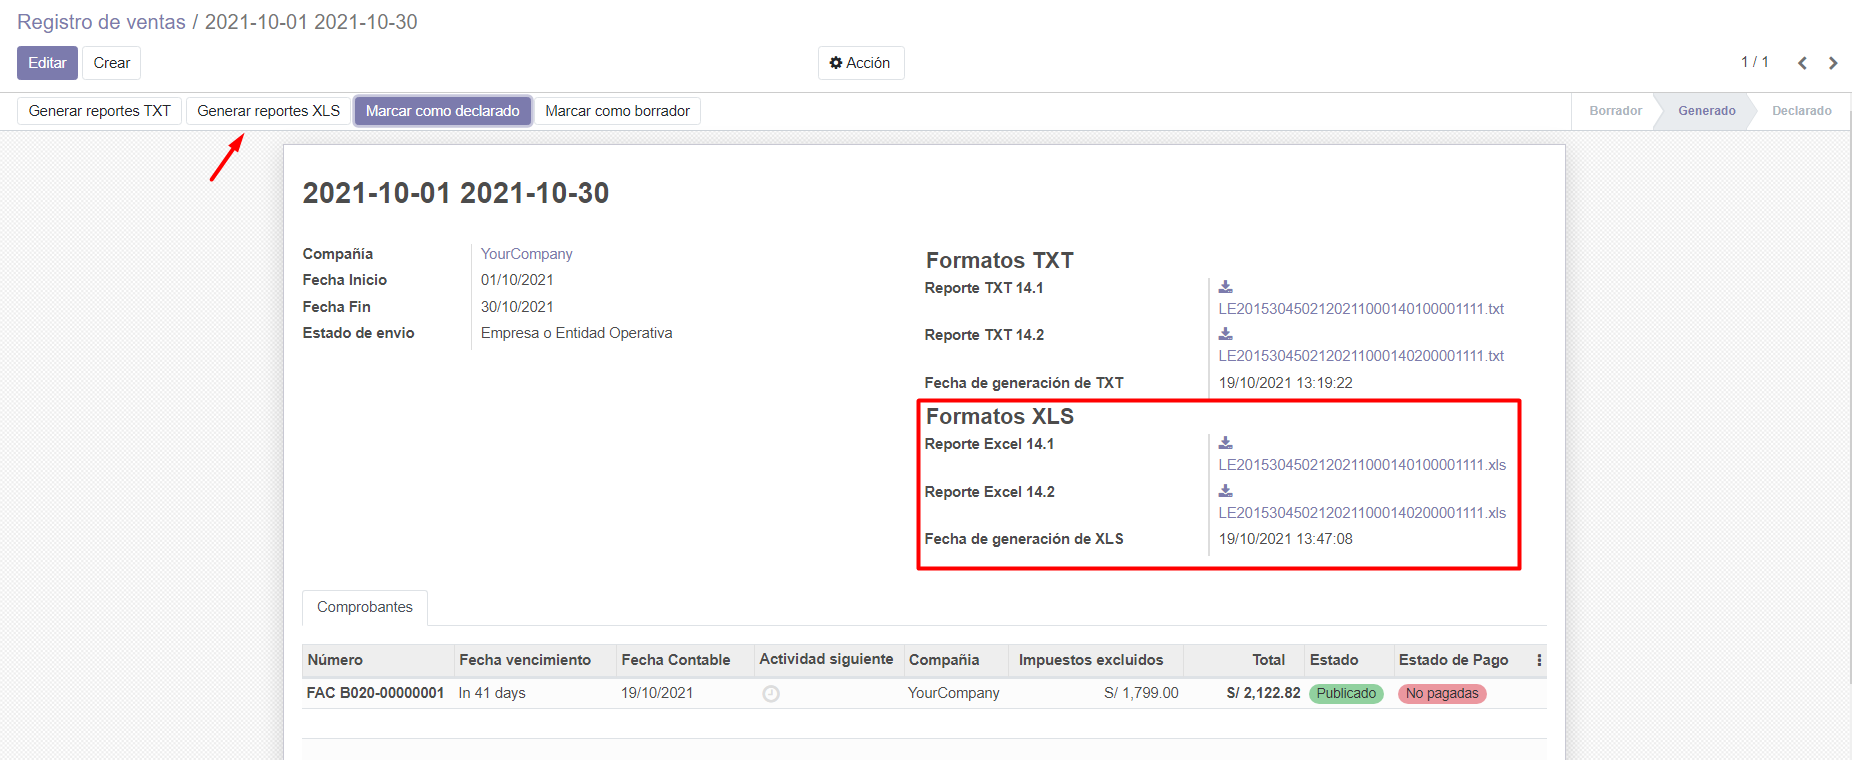 Registro de ventas / 2021-10-01 2021-10-30
Editar Crear Acción 1 / 1
Generar reportes TXT Generar reportes XLS Marcar como declarado Marcar como borrador Borrador Generado Declarado
2021-10-01 2021-10-30
Compañía YourCompany
Fecha Inicio 01/10/2021
Fecha Fin 30/10/2021
Estado de envio Empresa o Entidad Operativa
Formatos TXT
Reporte TXT 14.1
LE20153045021202110001401000​01111.txt
Reporte TXT 14.2
LE2015304502120211000140200001111.txt
Fecha de generación de TXT 19/10/2021 13:19:22
Formatos XLS
Reporte Excel 14.1
LE2015304502120211000140100001111.xls
Reporte Excel 14.2
LE2015304502120211000140200001111.xls
Fecha de generación de XLS 19/10/2021 13:47:08
Comprobantes
Número Fecha vencimiento Fecha Contable Actividad siguiente Compañia Impuestos excluidos Total Estado Estado de Pago
FAC B020-00000001 In 41 days 19/10/2021 YourCompany S/ 1,799.00 S/ 2,122.82 Publicado No pagadas